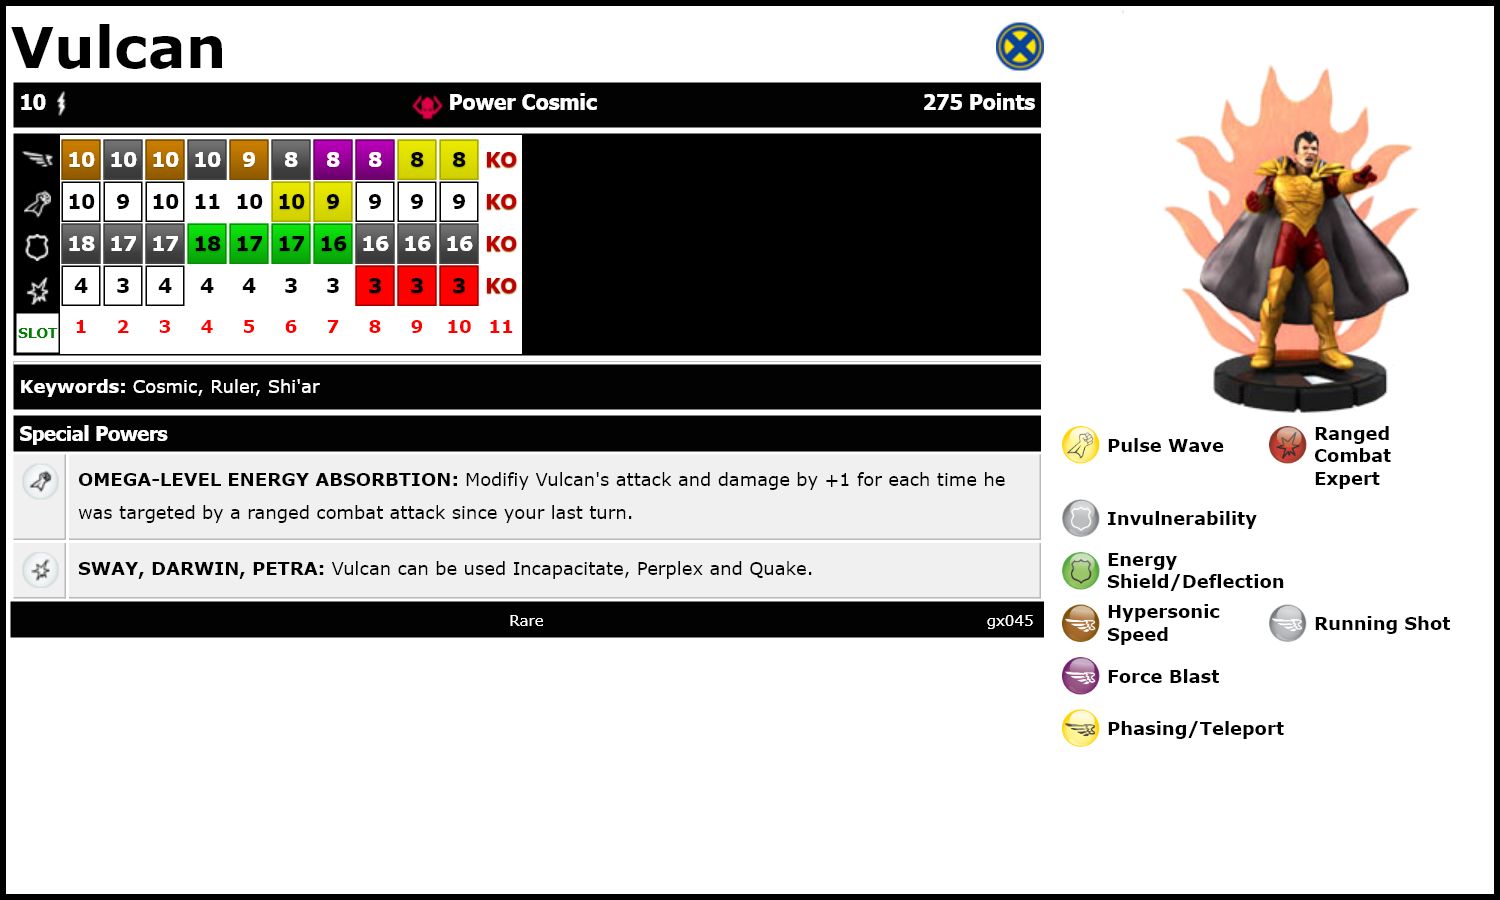 Vulcan
10 Power Cosmic 275 Points
10 10 10 10 9 8 8 8 8 8 KO
10 9 10 11 10 10 9 9 9 9 KO
18 17 17 18 17 17 16 16 16 16 KO
4 3 4 4 4 3 3 3 3 3 KO
SLOT 1 2 3 4 5 6 7 8 9 10 11
Keywords: Cosmic, Ruler, Shi'ar
Special Powers
OMEGA-LEVEL ENERGY ABSORBTION: Modifiy Vulcan's attack and damage by +1 for each time he
was targeted by a ranged combat attack since your last turn.
SWAY, DARWIN, PETRA: Vulcan can be used Incapacitate, Perplex and Quake.
Rare gx045
Pulse Wave
Ranged
Combat
Expert
Invulnerability
Energy
Shield/Deflection
Hypersonic
Speed
Running Shot
Force Blast
Phasing/Teleport